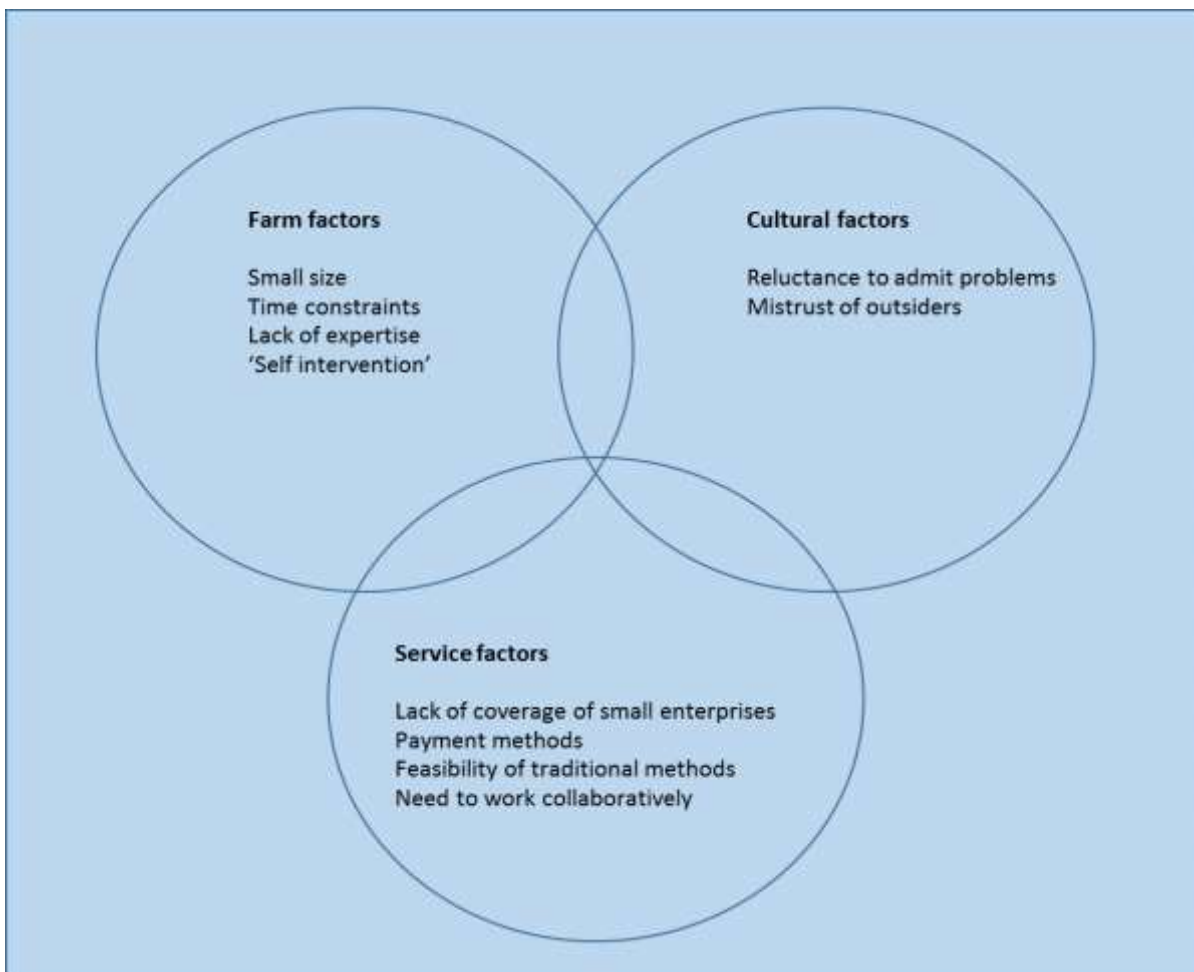 Farm factors
Small size
Time constraints
Lack of expertise
‘Self intervention’
Cultural factors
Reluctance to admit problems
Mistrust of outsiders
Service factors
Lack of coverage of small enterprises
Payment methods
Feasibility of traditional methods
Need to work collaboratively